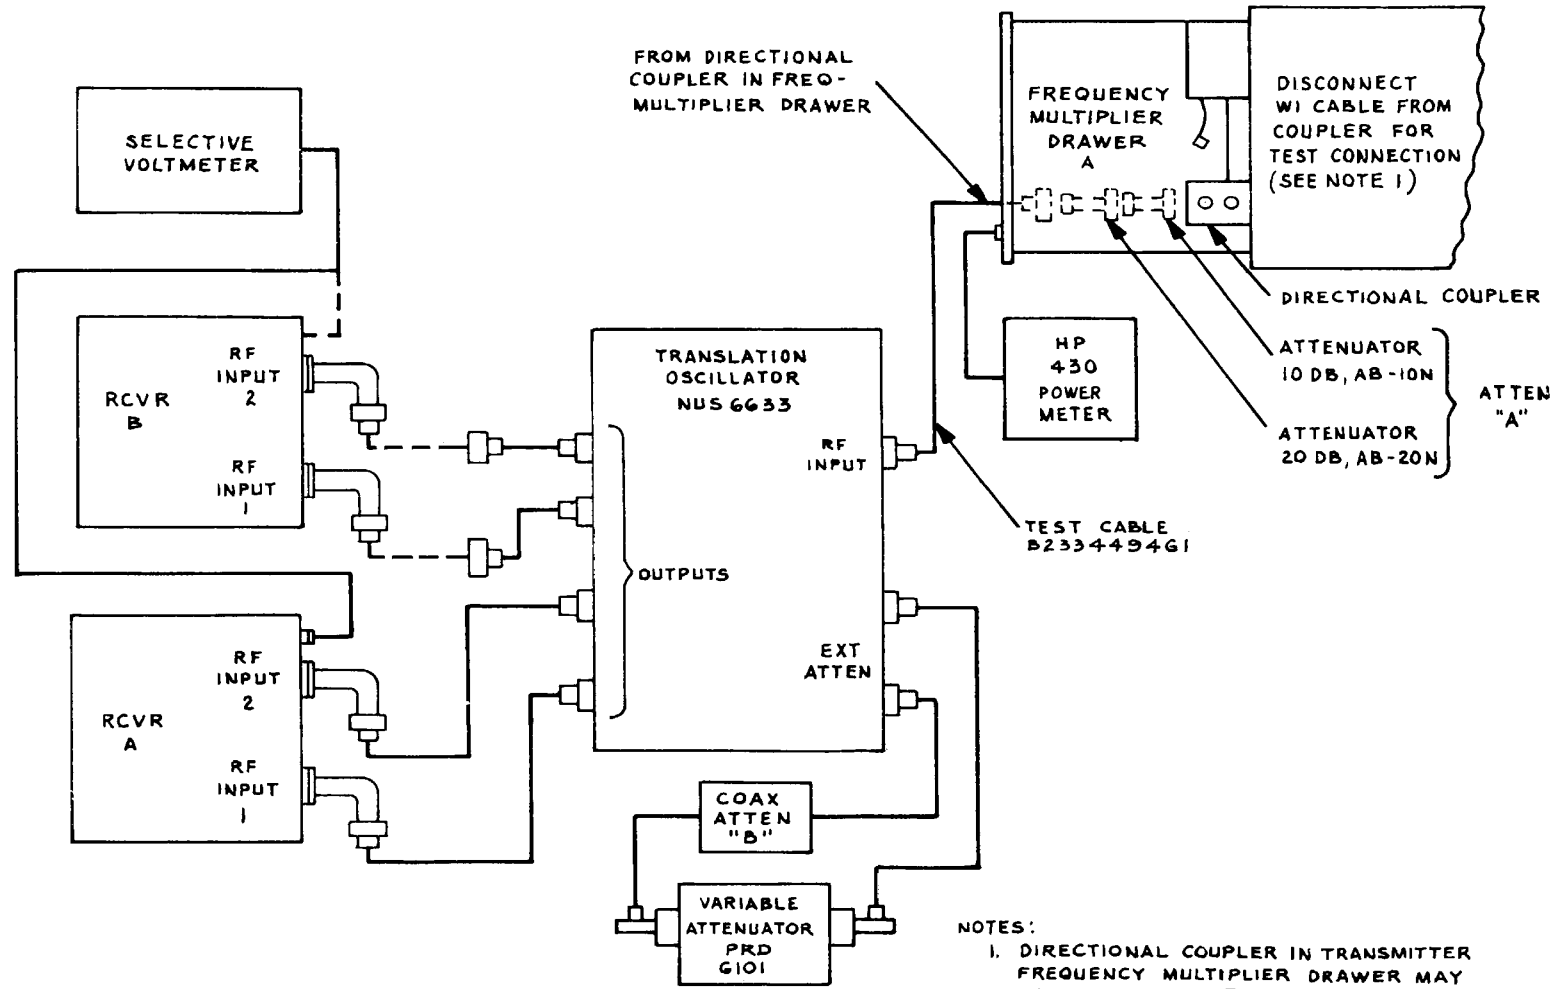 FROM DIRECTIONAL
COUPLER IN FREQ-
MULTIPLIER DRAWER
SELECTIVE
VOLTMETER
FREQUENCY
MULTIPLIER
DRAWER
A
DISCONNECT
W1 CABLE FROM
COUPLER FOR
TEST CONNECTION
(SEE NOTE 1)
DIRECTIONAL COUPLER
ATTENUATOR
10 DB, AB-10N
ATTENUATOR
20 DB, AB-20N
ATTEN
"A"
HP
430
POWER
METER
RCVR
B
RF
INPUT
2
RF
INPUT
1
TRANSLATION
OSCILLATOR
NUS 6633
RF
INPUT
OUTPUTS
EXT
ATTEN
TEST CABLE
B233449G1
RCVR
A
RF
INPUT
2
RF
INPUT
1
COAX
ATTEN
"B"
VARIABLE
ATTENUATOR
PRD
6101
NOTES:
1. DIRECTIONAL COUPLER IN TRANSMITTER
FREQUENCY MULTIPLIER DRAWER MAY